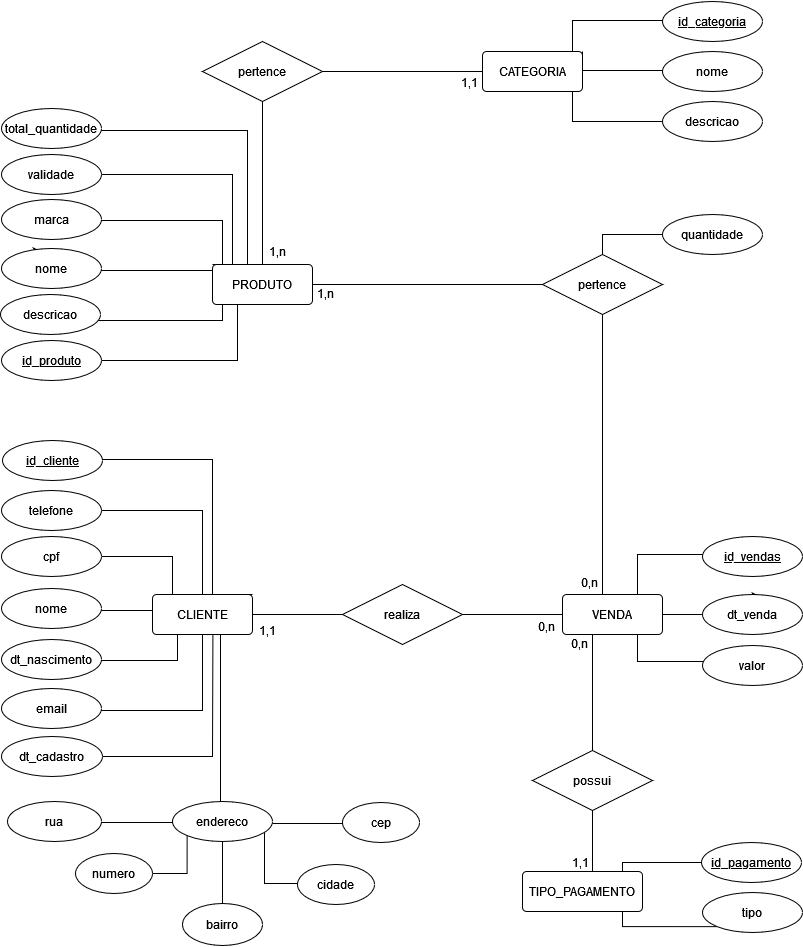 id_categoria
pertence
CATEGORIA
nome
1,1
descricao
total_quantidade
validade
marca
quantidade
1,n
nome
PRODUTO
pertence
1,n
descricao
id_produto
id_cliente
telefone
cpf
id_vendas
0,n
nome
CLIENTE
realiza
VENDA
dt_venda
1,1
0,n
0,n
dt_nascimento
valor
email
dt_cadastro
possui
rua
endereco
cep
1,1
id_pagamento
numero
cidade
TIPO_PAGAMENTO
tipo
bairro